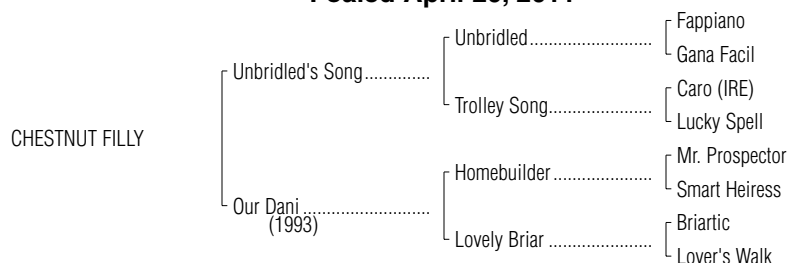 Foaled April 2011
Fappiano
Unbridled..............................
Gana Facil
Unbridled's Song..............
Caro (IRE)
Trolley Song.........................
Lucky Spell
CHESTNUT FILLY
Mr. Prospector
Homebuilder ........................
Smart Heiress
Our Dani ...........................
(1993)
Briartic
Lovely Briar .........................
Lover's Walk